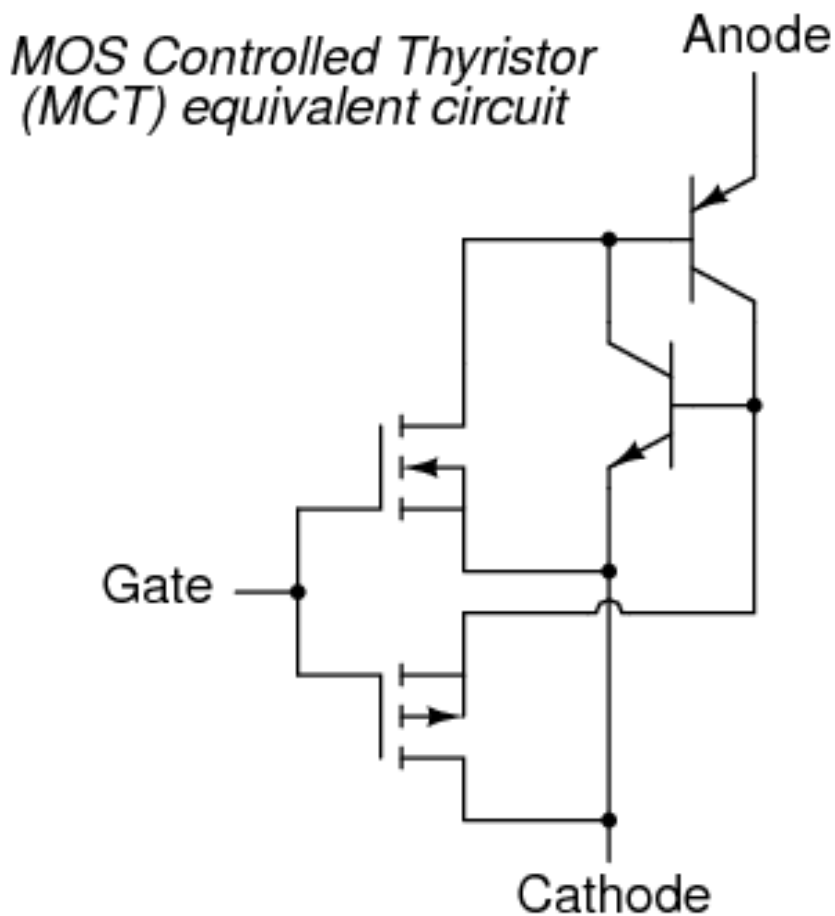 Anode
MOS Controlled Thyristor
(MCT) equivalent circuit
Gate
Cathode